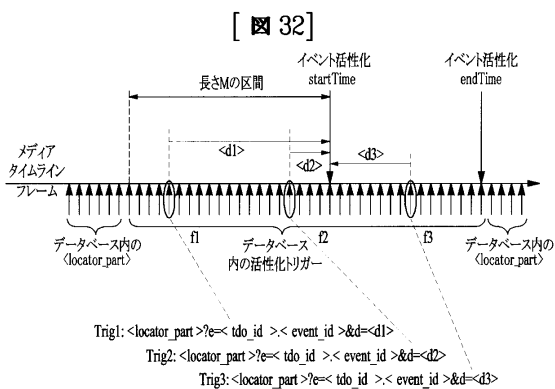 [図 32]
イベント活性化
startTime
イベント活性化
endTime
長さMの区間
<d1>
<d2>
<d3>
メディア
タイムライン
フレーム
f1
f2
f3
データベース内の
<locator_part>
データベース
内の活性化トリガー
データベース内の
<locator_part>
Trig1: <locator_part>?e=< tdo_id >.< event_id >&d=<d1>
Trig2: <locator_part>?e=< tdo_id >.< event_id >&d=<d2>
Trig3: <locator_part>?e=< tdo_id >.< event_id >&d=<d3>